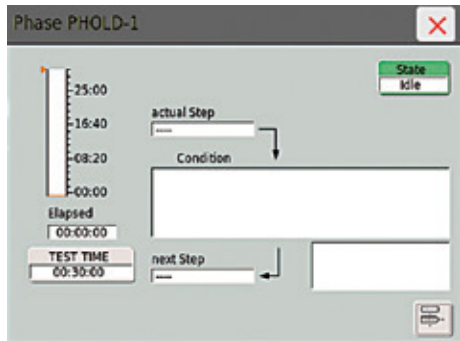 Phase PHOLD-1
State
Idle
25:00
16:40
08:20
00:00
actual Step
----
Condition
Elapsed
00:00:00
TEST TIME
00:30:00
next Step
----